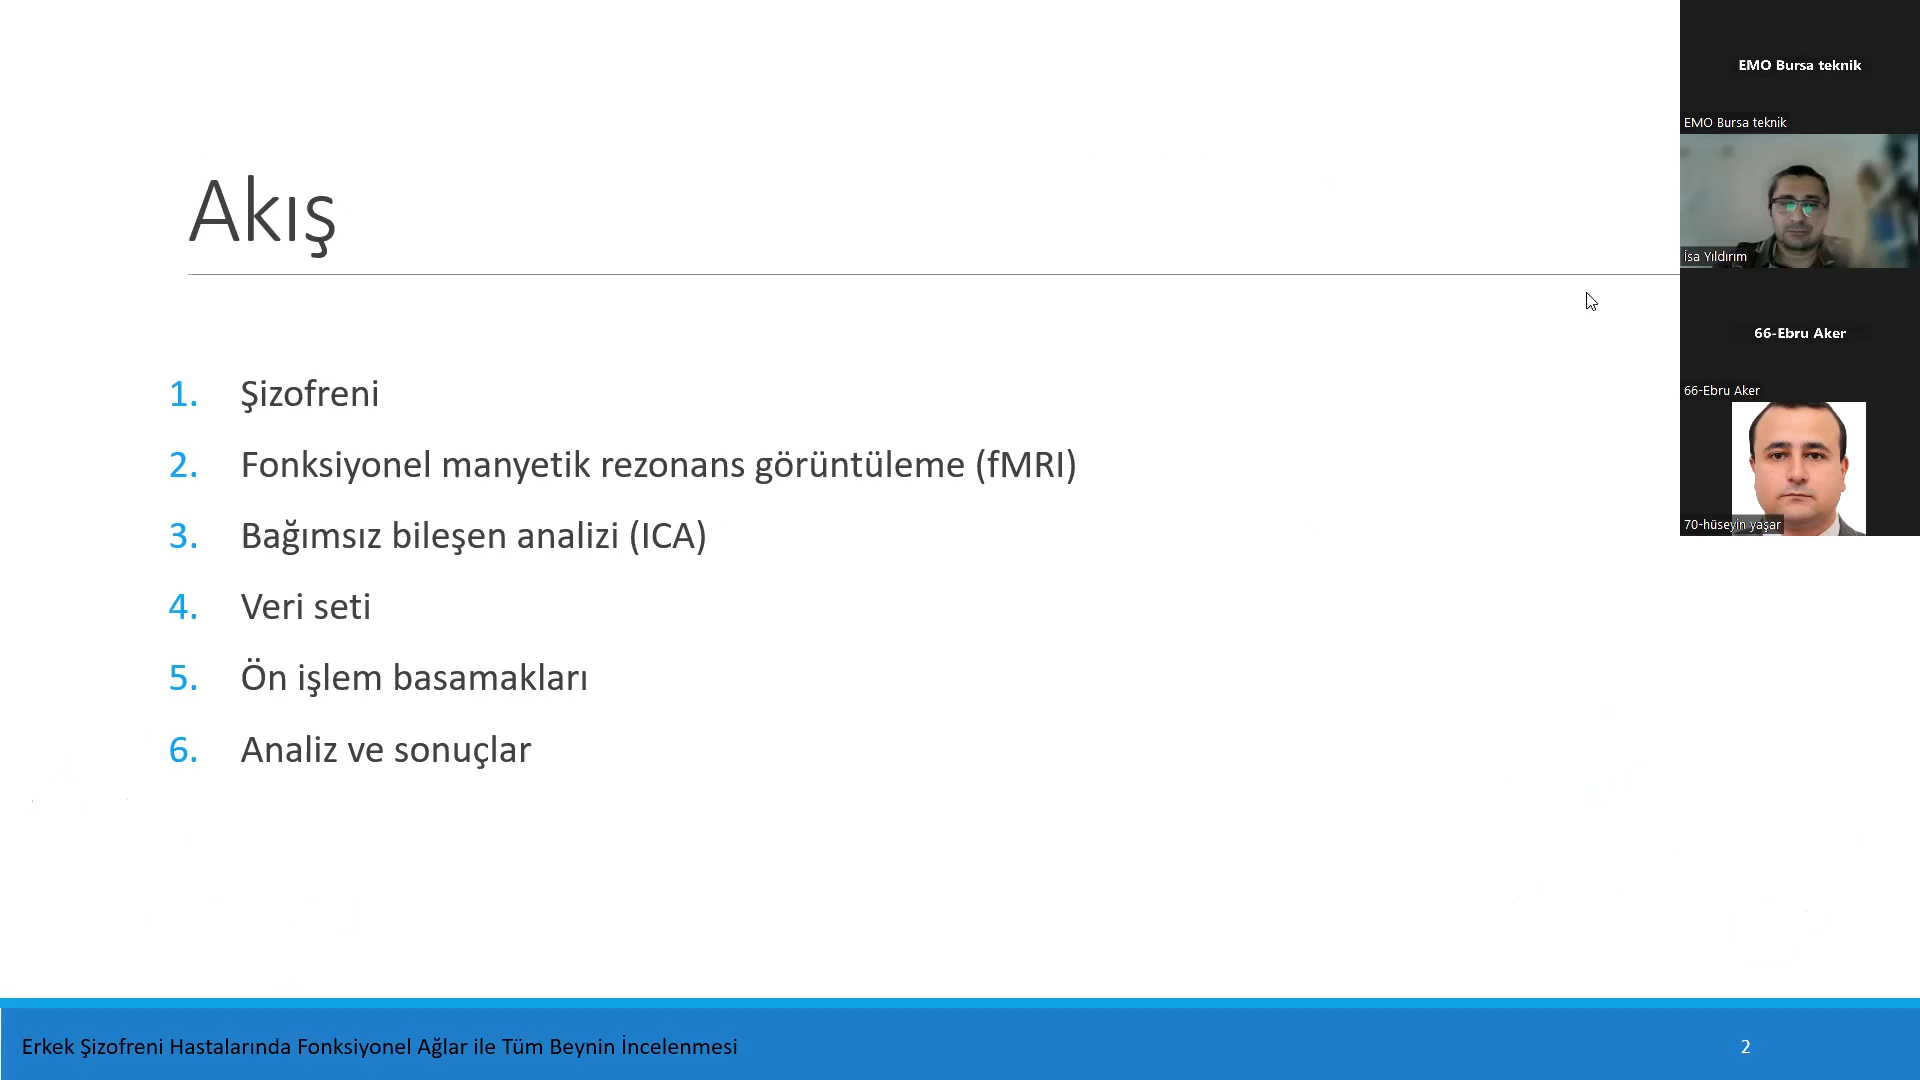 Akış
1. Şizofreni
2. Fonksiyonel manyetik rezonans görüntüleme (fMRI)
3. Bağımsız bileşen analizi (ICA)
4. Veri seti
5. Ön işlem basamakları
6. Analiz ve sonuçlar
Erkek Şizofreni Hastalarında Fonksiyonel Ağlar ile Tüm Beynin İncelenmesi
2
EMO Bursa teknik
EMO Bursa teknik
İsa Yıldırım
66-Ebru Aker
66-Ebru Aker
70-hüseyin yaşar